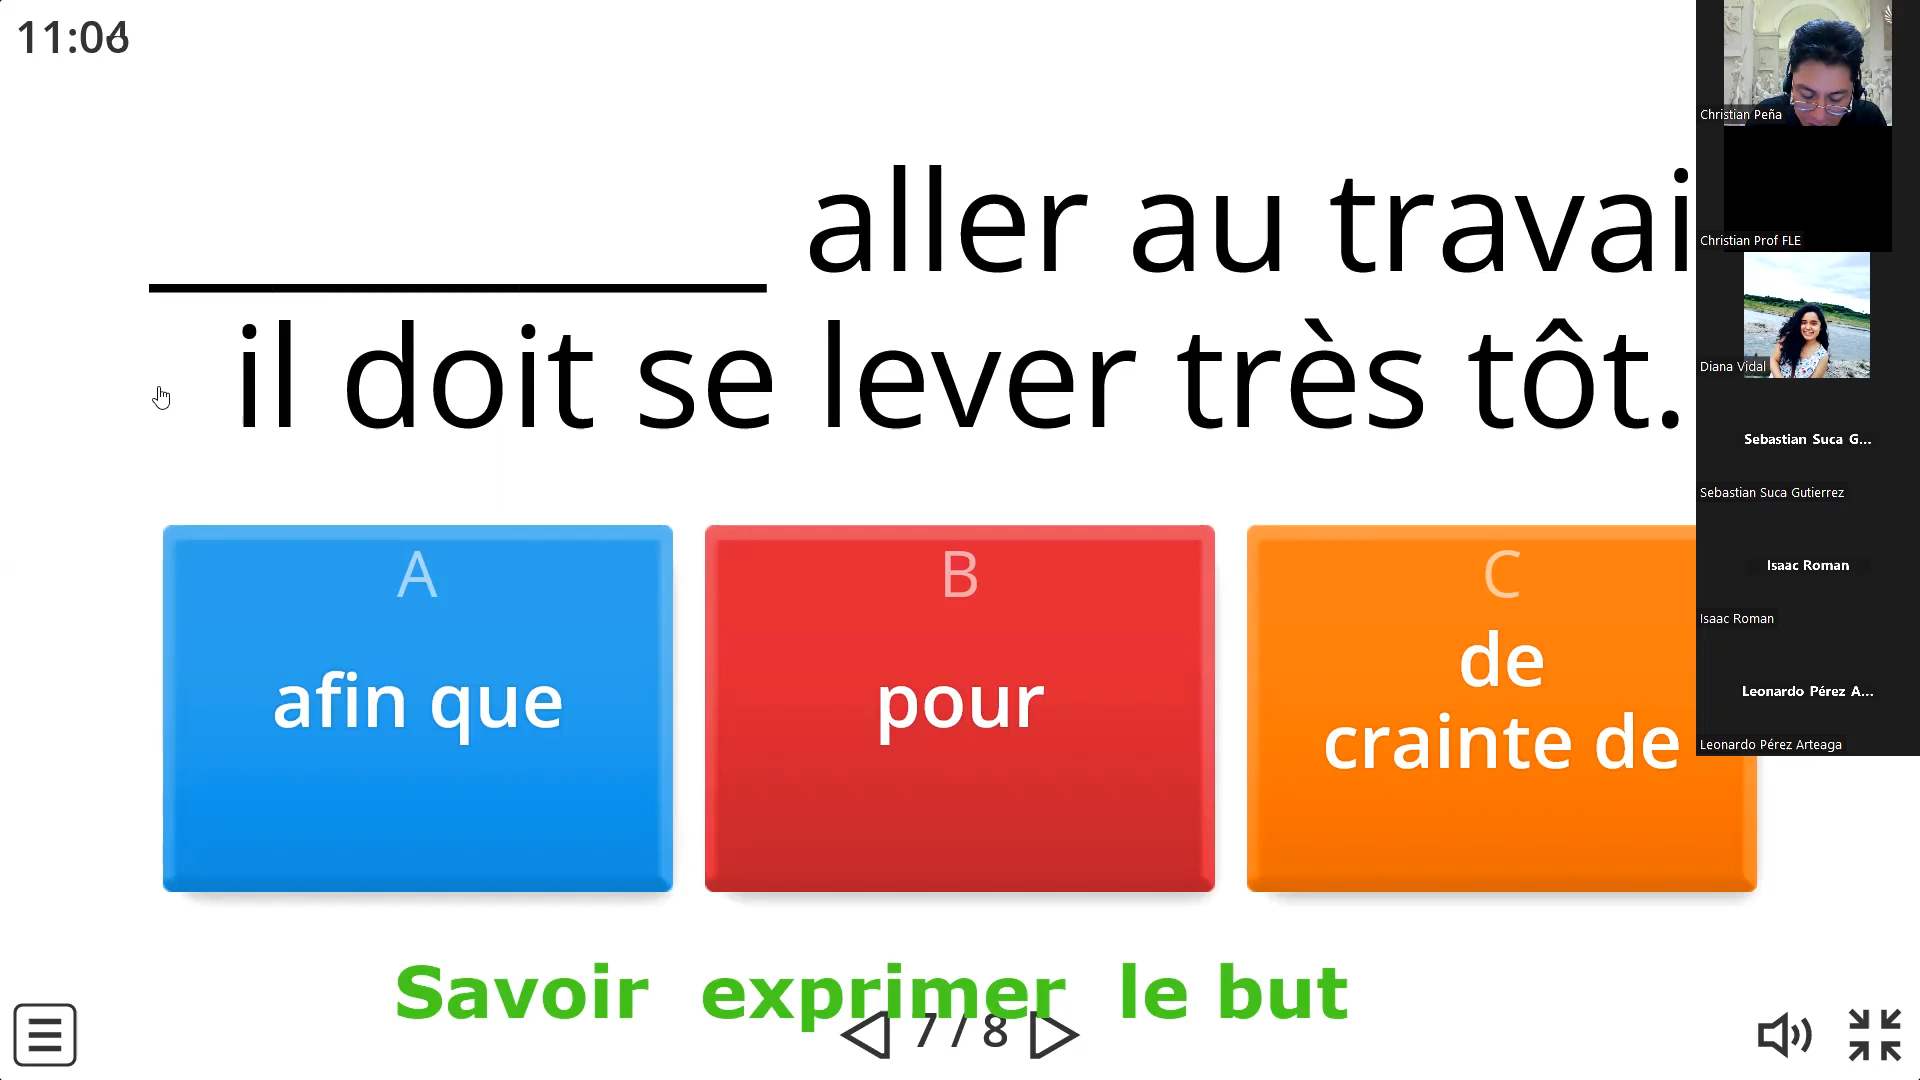 11:04
____________ aller au travai
il doit se lever très tôt.
A
afin que
B
pour
C
de
crainte de
Savoir exprimer le but
7 / 8
Christian Peña
Christian Prof FLE
Diana Vidal
Sebastian Suca G...
Sebastian Suca Gutierrez
Isaac Roman
Isaac Roman
Leonardo Pérez A...
Leonardo Pérez Arteaga